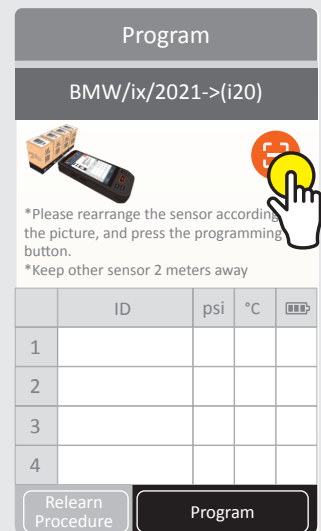 Program
BMW/ix/2021->(i20)
*Please rearrange the sensor according
the picture, and press the programming
button.
*Keep other sensor 2 meters away
ID psi °C
1
2
3
4
Relearn
Procedure
Program